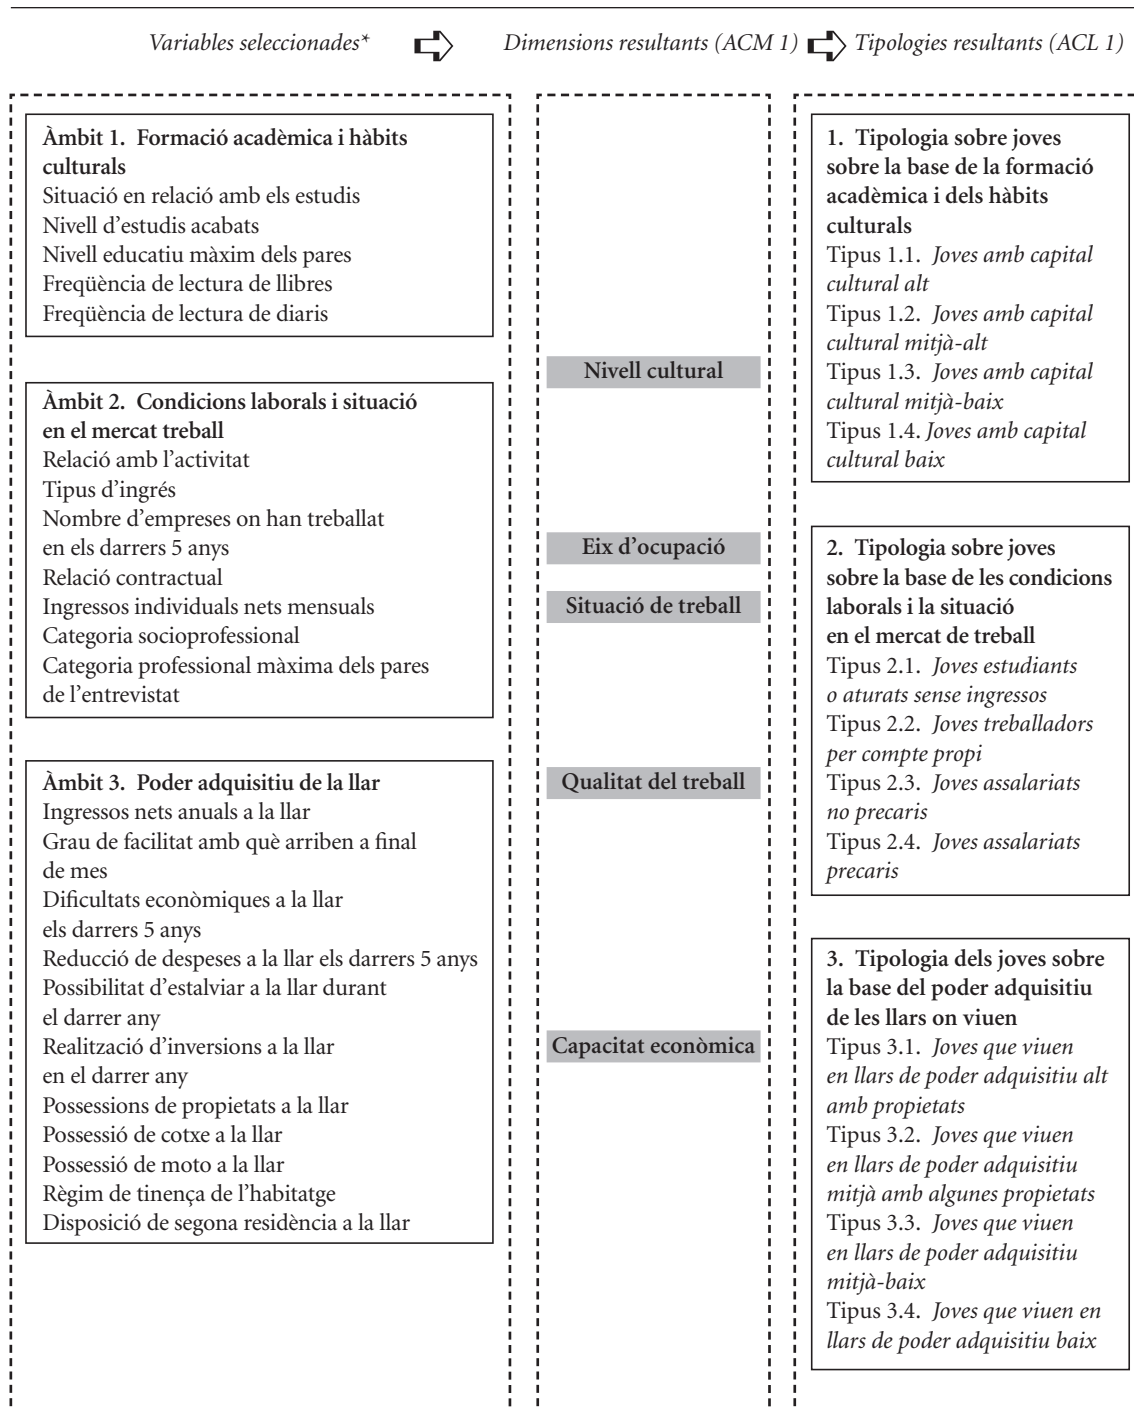 Variables seleccionades*
Dimensions resultants (ACM 1)
Tipologies resultants (ACL 1)
Àmbit 1. Formació acadèmica i hàbits
culturals
Situació en relació amb els estudis
Nivell d'estudis acabats
Nivell educatiu màxim dels pares
Freqüència de lectura de llibres
Freqüència de lectura de diaris
Àmbit 2. Condicions laborals i situació
en el mercat treball
Relació amb l'activitat
Tipus d'ingrés
Nombre d'empreses on han treballat
en els darrers 5 anys
Relació contractual
Ingressos individuals nets mensuals
Categoria socioprofessional
Categoria professional màxima dels pares
de l'entrevistat
Àmbit 3. Poder adquisitiu de la llar
Ingressos nets anuals a la llar
Grau de facilitat amb què arriben a final
de mes
Dificultats econòmiques a la llar
els darrers 5 anys
Reducció de despeses a la llar els darrers 5 anys
Possibilitat d'estalviar a la llar durant
el darrer any
Realització d'inversions a la llar
en el darrer any
Possessions de propietats a la llar
Possessió de cotxe a la llar
Possessió de moto a la llar
Règim de tinença de l'habitatge
Disposició de segona residència a la llar
Nivell cultural
Eix d'ocupació
Situació de treball
Qualitat del treball
Capacitat econòmica
1. Tipologia sobre joves
sobre la base de la formació
acadèmica i dels hàbits
culturals
Tipus 1.1. Joves amb capital
cultural alt
Tipus 1.2. Joves amb capital
cultural mitjà-alt
Tipus 1.3. Joves amb capital
cultural mitjà-baix
Tipus 1.4. Joves amb capital
cultural baix
2. Tipologia sobre joves
sobre la base de les condicions
laborals i la situació
en el mercat de treball
Tipus 2.1. Joves estudiants
o aturats sense ingressos
Tipus 2.2. Joves treballadors
per compte propi
Tipus 2.3. Joves assalariats
no precaris
Tipus 2.4. Joves assalariats
precaris
3. Tipologia dels joves sobre
la base del poder adquisitiu
de les llars on viuen
Tipus 3.1. Joves que viuen
en llars de poder adquisitiu alt
amb propietats
Tipus 3.2. Joves que viuen
en llars de poder adquisitiu
mitjà amb algunes propietats
Tipus 3.3. Joves que viuen
en llars de poder adquisitiu
mitjà-baix
Tipus 3.4. Joves que viuen en
llars de poder adquisitiu baix